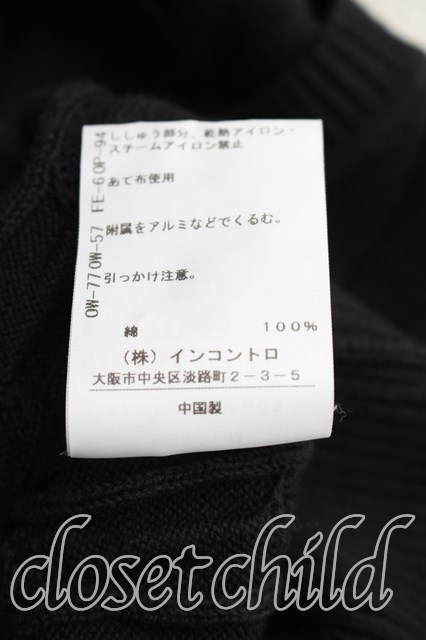 ししゅう部分、乾熱アイロン・
スチームアイロン禁止
あて布使用
附属をアルミなどでくるむ。
引っかけ注意。
OW-77OW-57 FE-60P-94
綿 100%
(株)インコントロ
大阪市中央区淡路町2-3-5
中国製
closet child